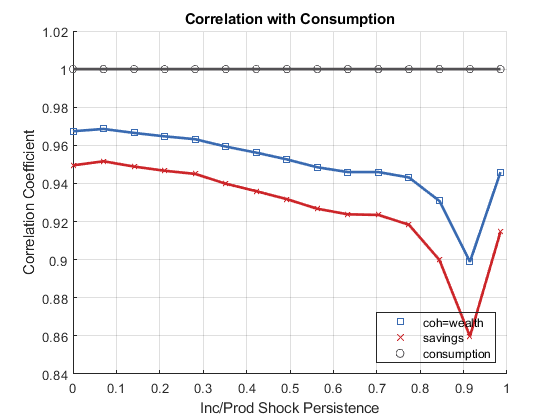 Correlation with Consumption
1.02
1
0.98
0.96
0.94
0.92
0.9
0.88
0.86
0.84
Correlation Coefficient
coh=wealth
savings
consumption
0 0.1 0.2 0.3 0.4 0.5 0.6 0.7 0.8 0.9 1
Inc/Prod Shock Persistence